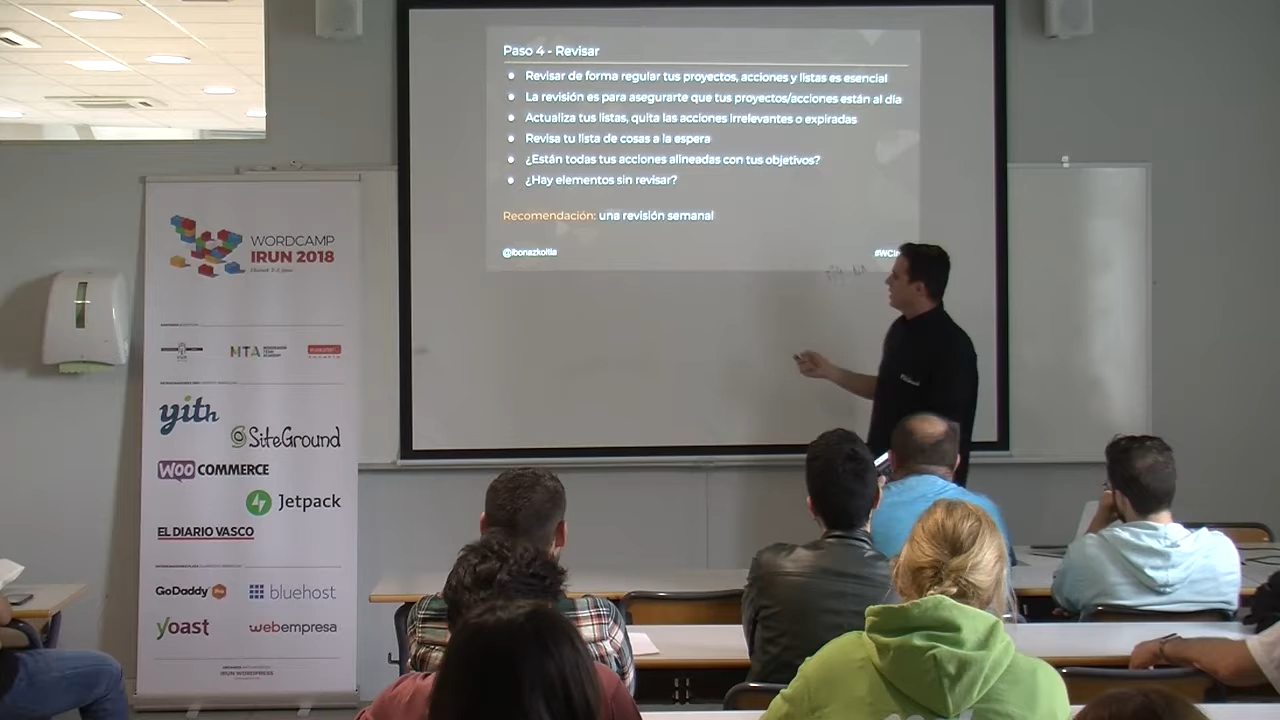 Paso 4 - Revisar
Revisar de forma regular tus proyectos, acciones y listas es esencial
La revisión es para asegurarte que tus proyectos/acciones están al día
Actualiza tus listas, quita las acciones irrelevantes o expiradas
Revisa tu lista de cosas a la espera
¿Están todas tus acciones alineadas con tus objetivos?
¿Hay elementos sin revisar?
Recomendación: una revisión semanal
@ibonazkoitia
WORDCAMP
IRUN 2018
MTA
yith
SiteGround
WOO COMMERCE
Jetpack
EL DIARIO VASCO
GoDaddy Pro
bluehost
yoast
webempresa
IRUN WORDPRESS